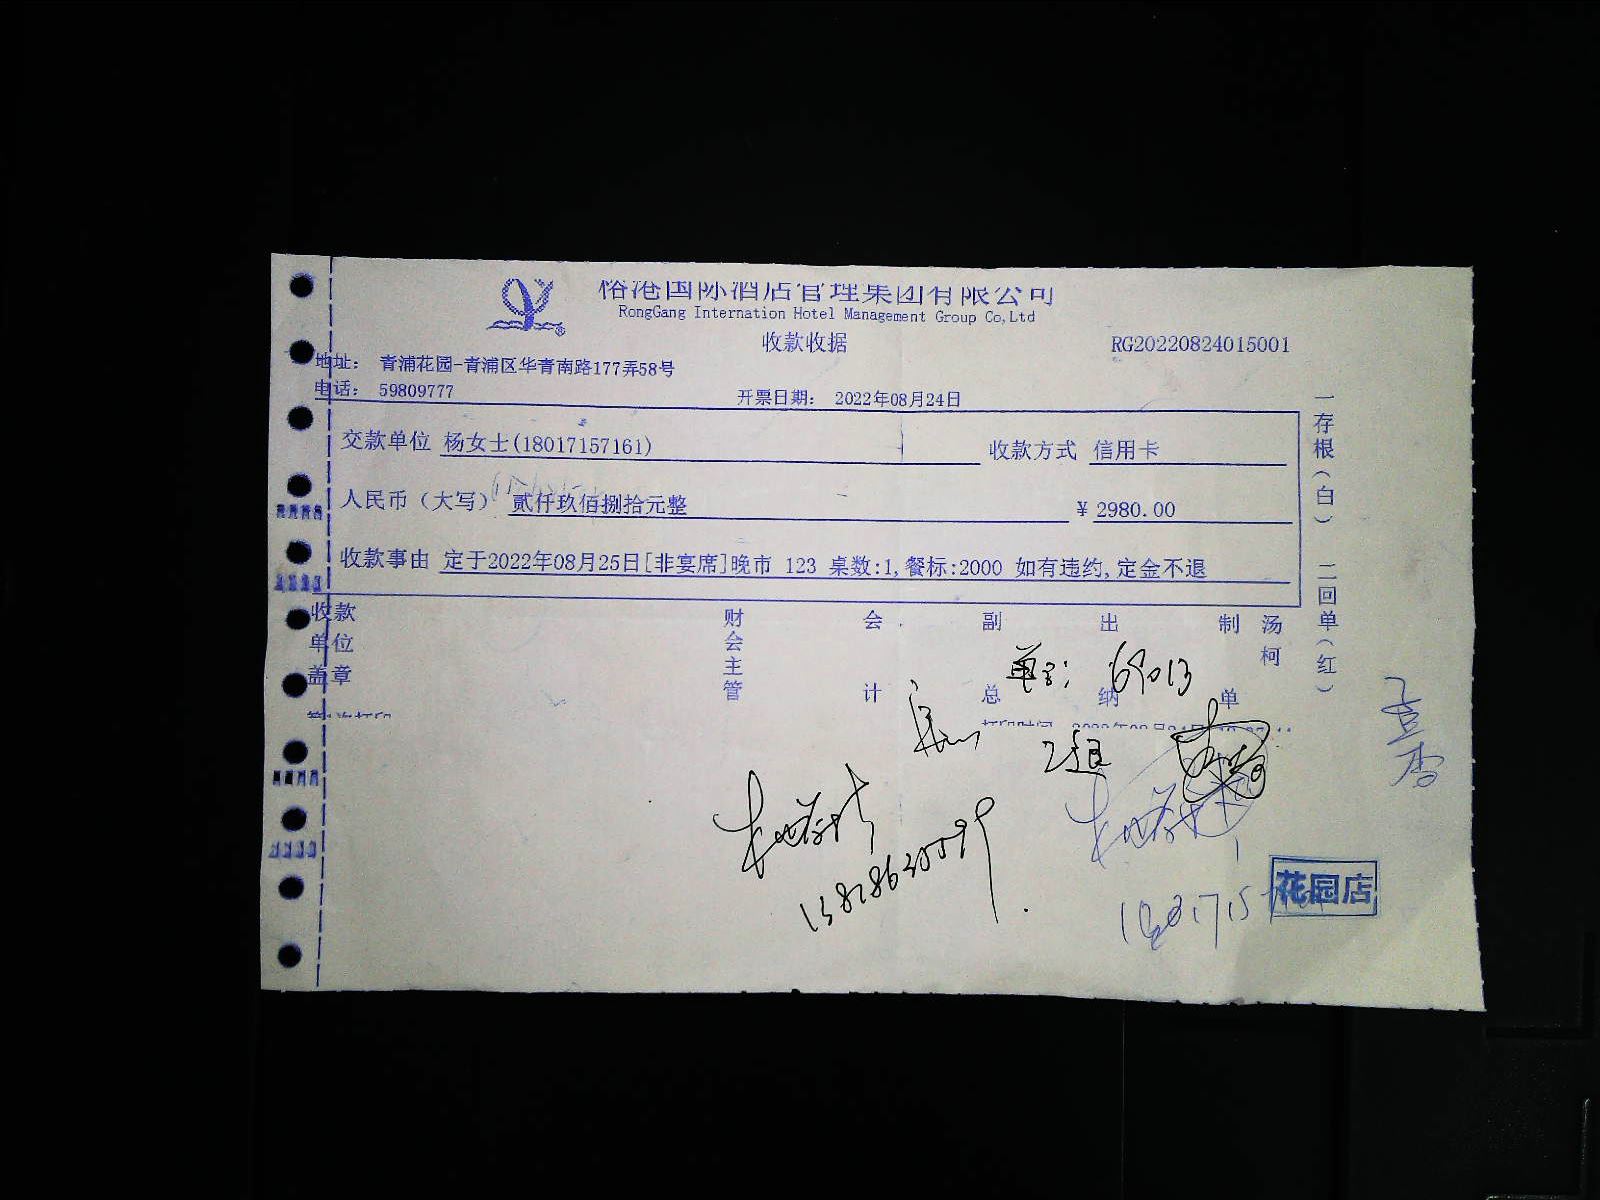 裕港国际酒店管理集团有限公司
RongGang Internation Hotel Management Group Co,Ltd
收款收据
RG20220824015001
地址： 青浦花园-青浦区华青南路177弄58号
电话： 59809777
开票日期： 2022年08月24日
交款单位 杨女士(18017157161) 收款方式 信用卡
人民币（大写） 贰仟玖佰捌拾元整 ¥ 2980.00
收款事由 定于2022年08月25日[非宴席]晚市 123 桌数:1,餐标:2000 如有违约,定金不退
一存根（白） 二回单（红）
收款单位盖章 财会主管 会计 副总 出纳 制单 汤柯
单号: 69013
花园店